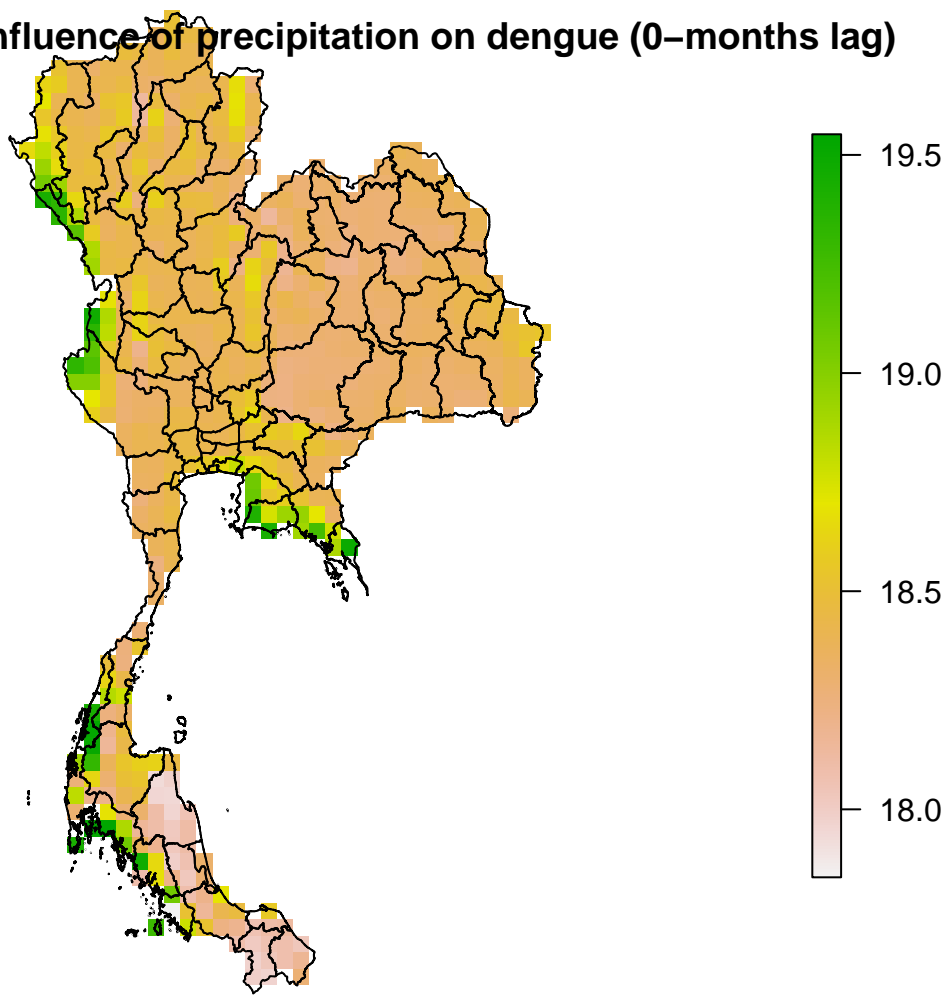 nfluence of precipitation on dengue (0−months lag)
19.5
19.0
18.5
18.0